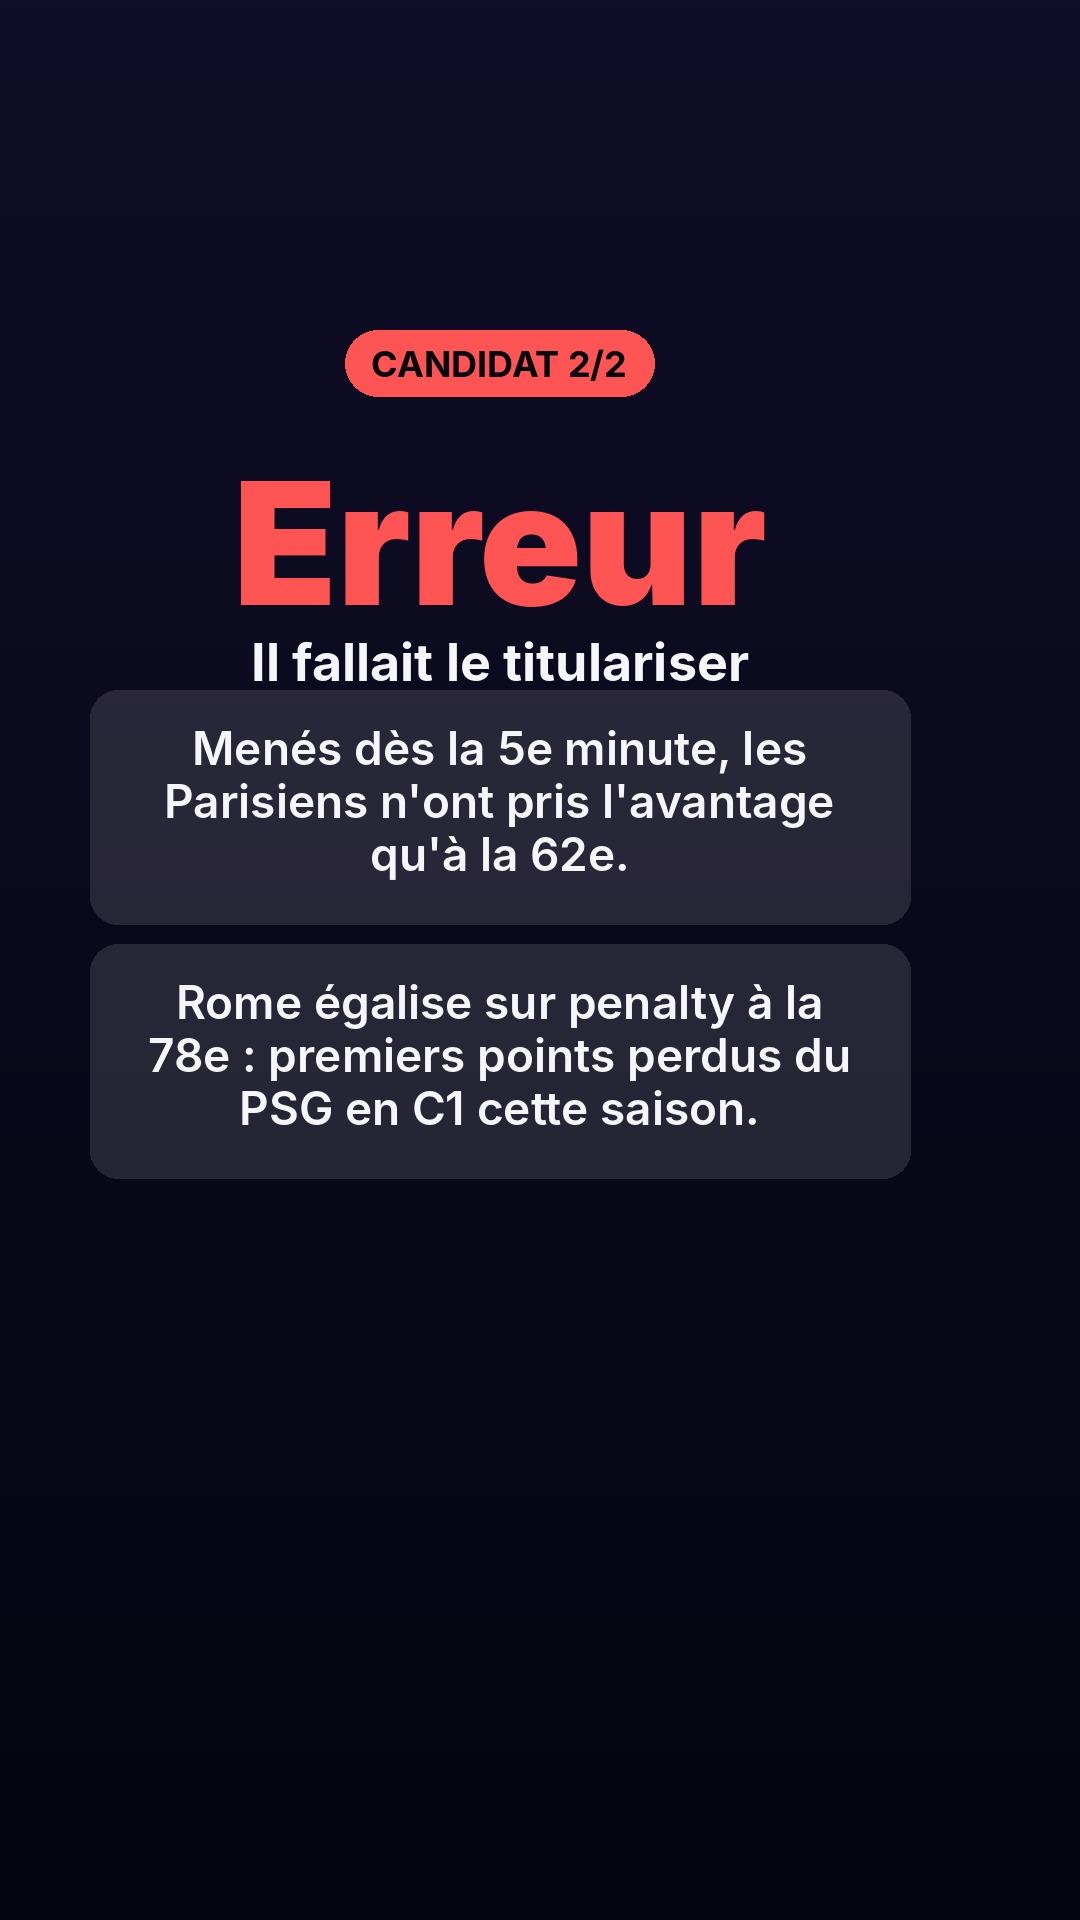 CANDIDAT 2/2
Erreur
Il fallait le titulariser
Menés dès la 5e minute, les
Parisiens n'ont pris l'avantage
qu'à la 62e.
Rome égalise sur penalty à la
78e : premiers points perdus du
PSG en C1 cette saison.